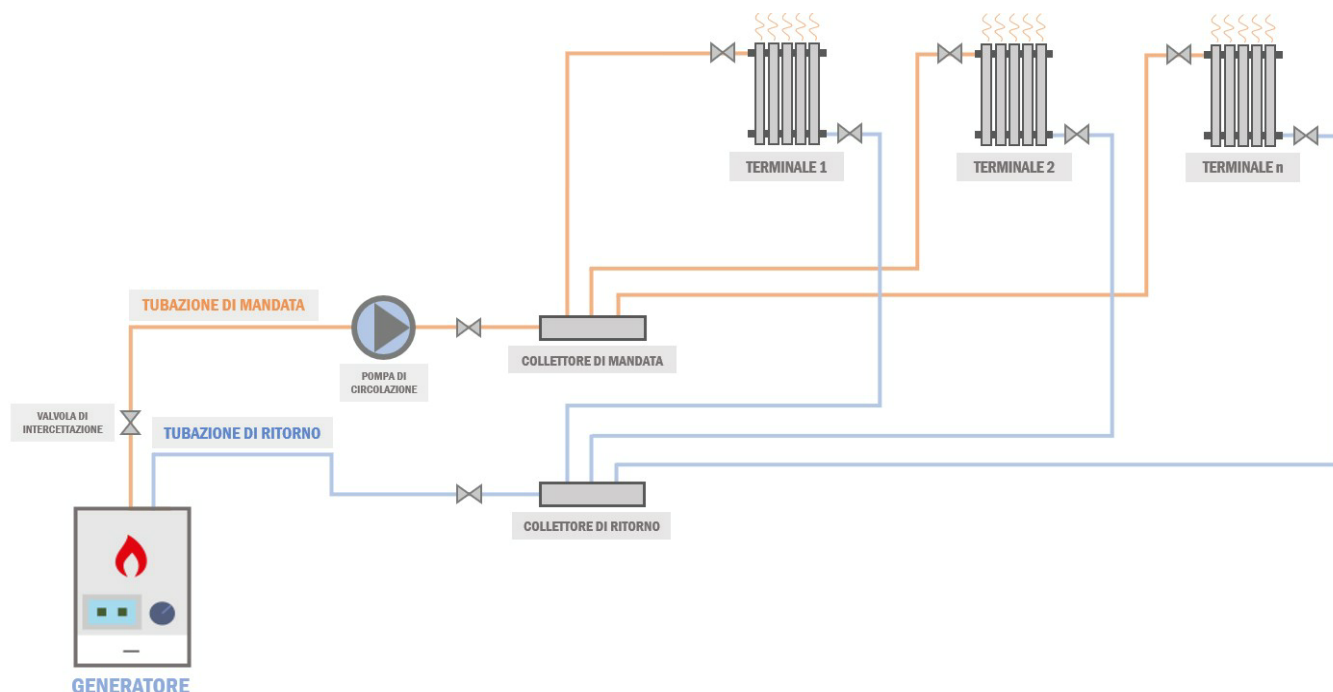 TERMINALE 1
TERMINALE 2
TERMINALE n
TUBAZIONE DI MANDATA
POMPA DI
CIRCOLAZIONE
COLLETTORE DI MANDATA
VALVOLA DI
INTERCETTAZIONE
TUBAZIONE DI RITORNO
COLLETTORE DI RITORNO
GENERATORE